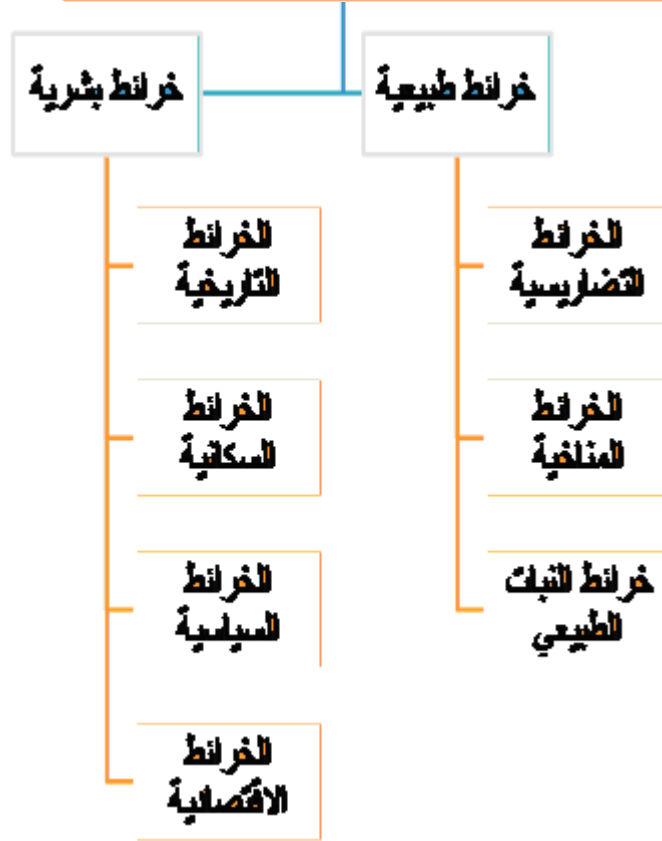 خرائط طبيعية
الخرائط
التضاريسية
الخرائط
المناخية
خرائط النبات
الطبيعي
خرائط بشرية
الخرائط
التاريخية
الخرائط
السكانية
الخرائط
السياسية
الخرائط
الاقتصادية